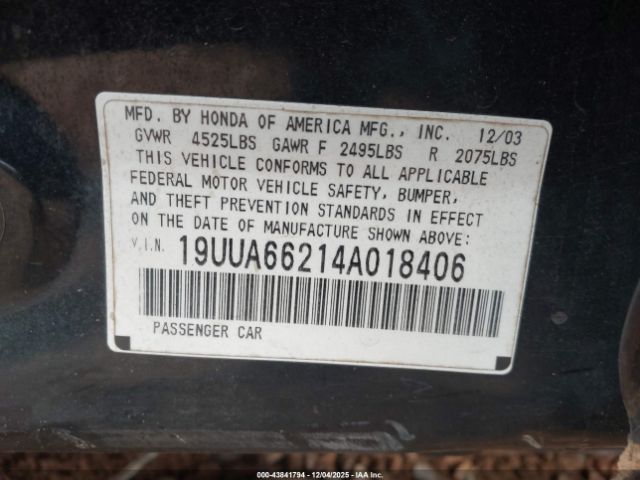 MFD. BY HONDA OF AMERICA MFG., INC. 12/03
GVWR 4525LBS GAWR F 2495LBS R 2075LBS
THIS VEHICLE CONFORMS TO ALL APPLICABLE
FEDERAL MOTOR VEHICLE SAFETY, BUMPER,
AND THEFT PREVENTION STANDARDS IN EFFECT
ON THE DATE OF MANUFACTURE SHOWN ABOVE:
V.I.N. 19UUA66214A018406
PASSENGER CAR
00-43841794 - 12/04/2025 - IAA Inc.